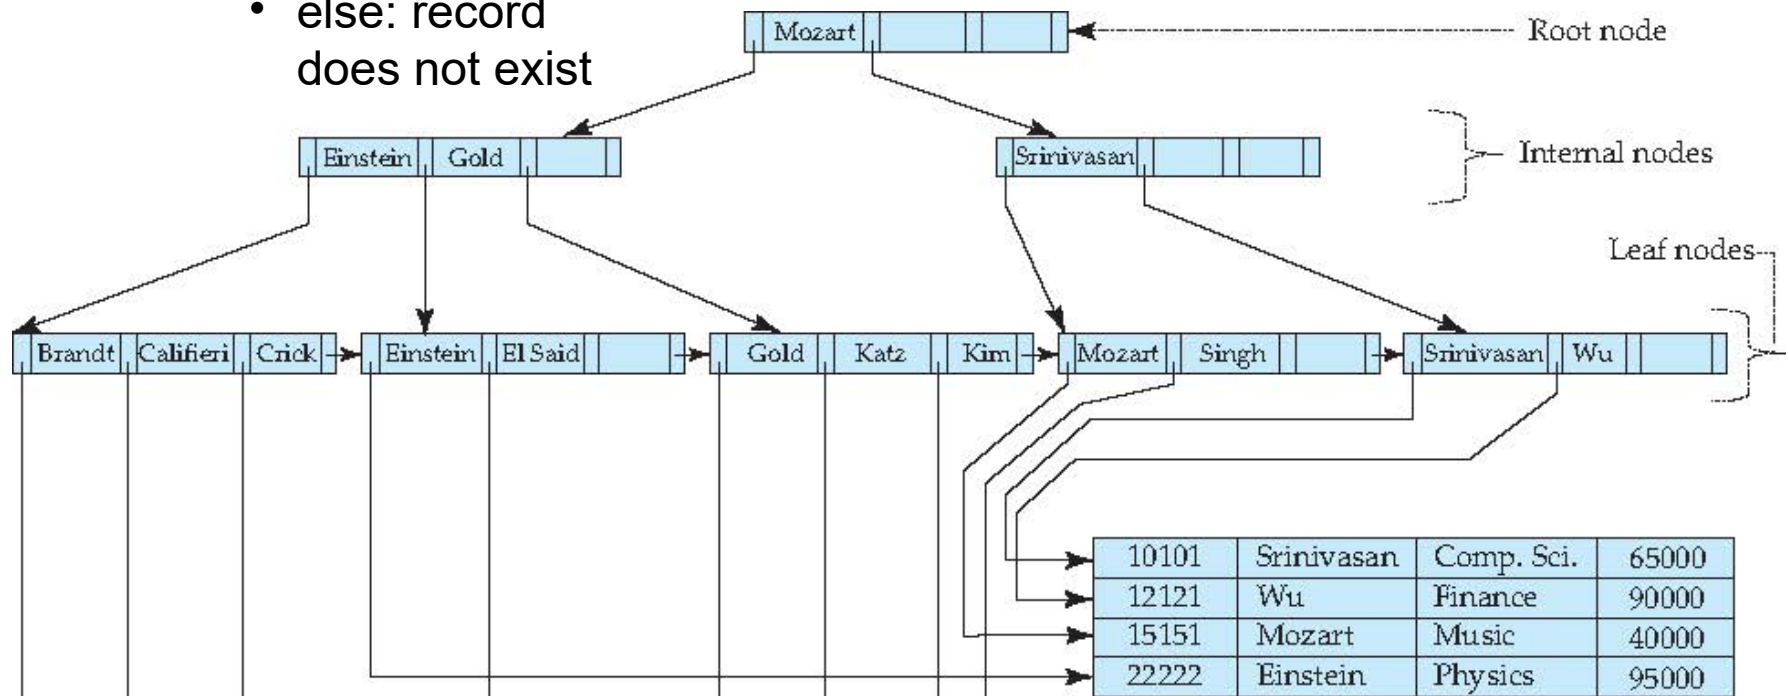 • else: record
does not exist
Mozart
Root node
Einstein Gold
Srinivasan
Internal nodes
Leaf nodes
Brandt Califieri Crick
Einstein El Said
Gold Katz Kim
Mozart Singh
Srinivasan Wu
10101 Srinivasan Comp. Sci. 65000
12121 Wu Finance 90000
15151 Mozart Music 40000
22222 Einstein Physics 95000